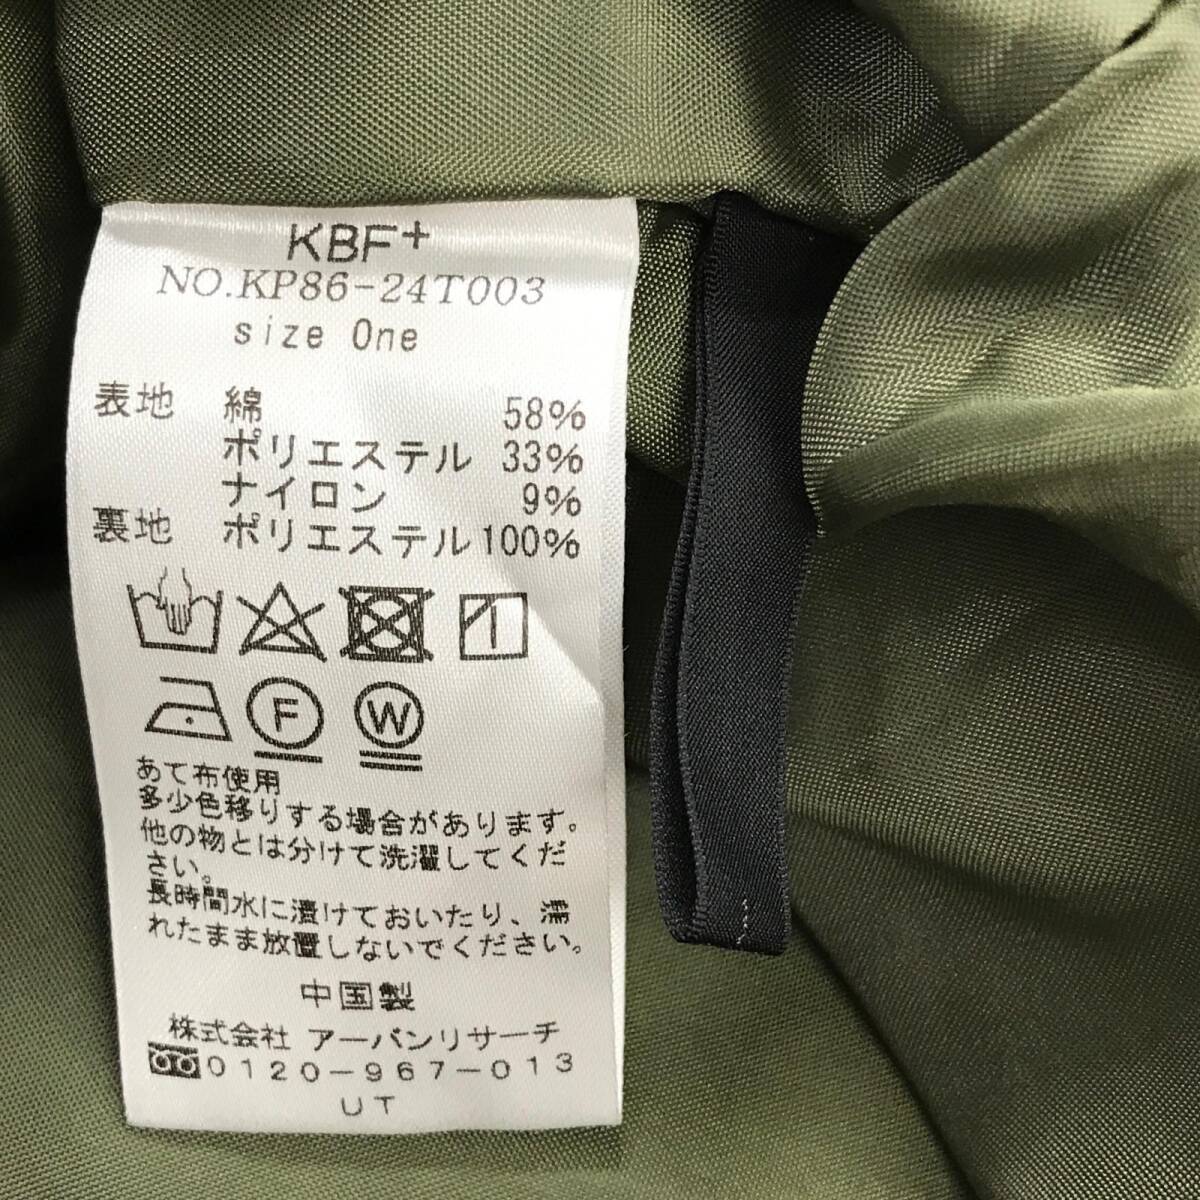 KBF+
NO.KP86-24T003
size One
表地 綿 58%
ポリエステル 33%
ナイロン 9%
裏地 ポリエステル 100%
F W
あて布使用
多少色移りする場合があります。
他の物とは分けて洗濯してくだ
さい。
長時間水に漬けておいたり、濡
れたまま放置しないでください。
中国製
株式会社 アーバンリサーチ
0120-967-013
UT